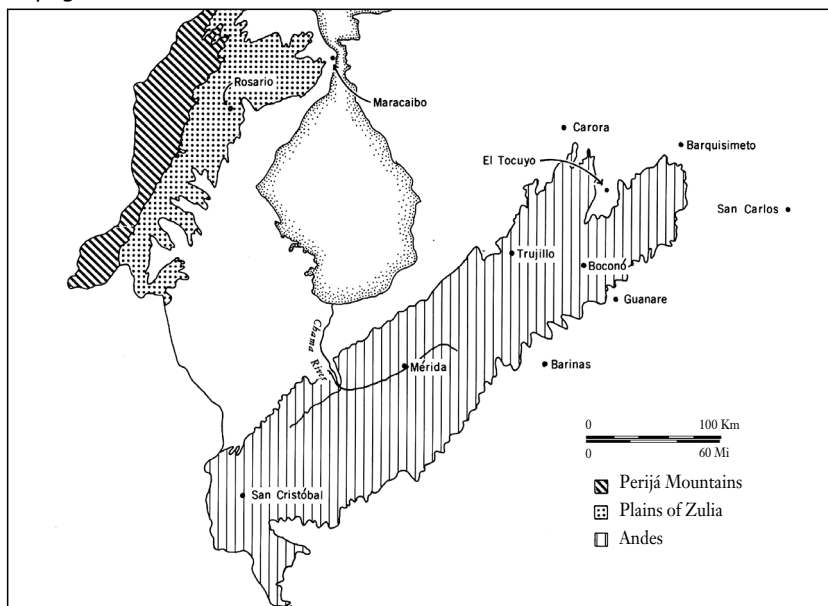 Rosario
Maracaibo
Carora
Barquisimeto
El Tocuyo
San Carlos
Trujillo
Boconó
Guanare
Chama River
Mérida
Barinas
0 100 Km
0 60 Mi
San Cristóbal
Perijá Mountains
Plains of Zulia
Andes